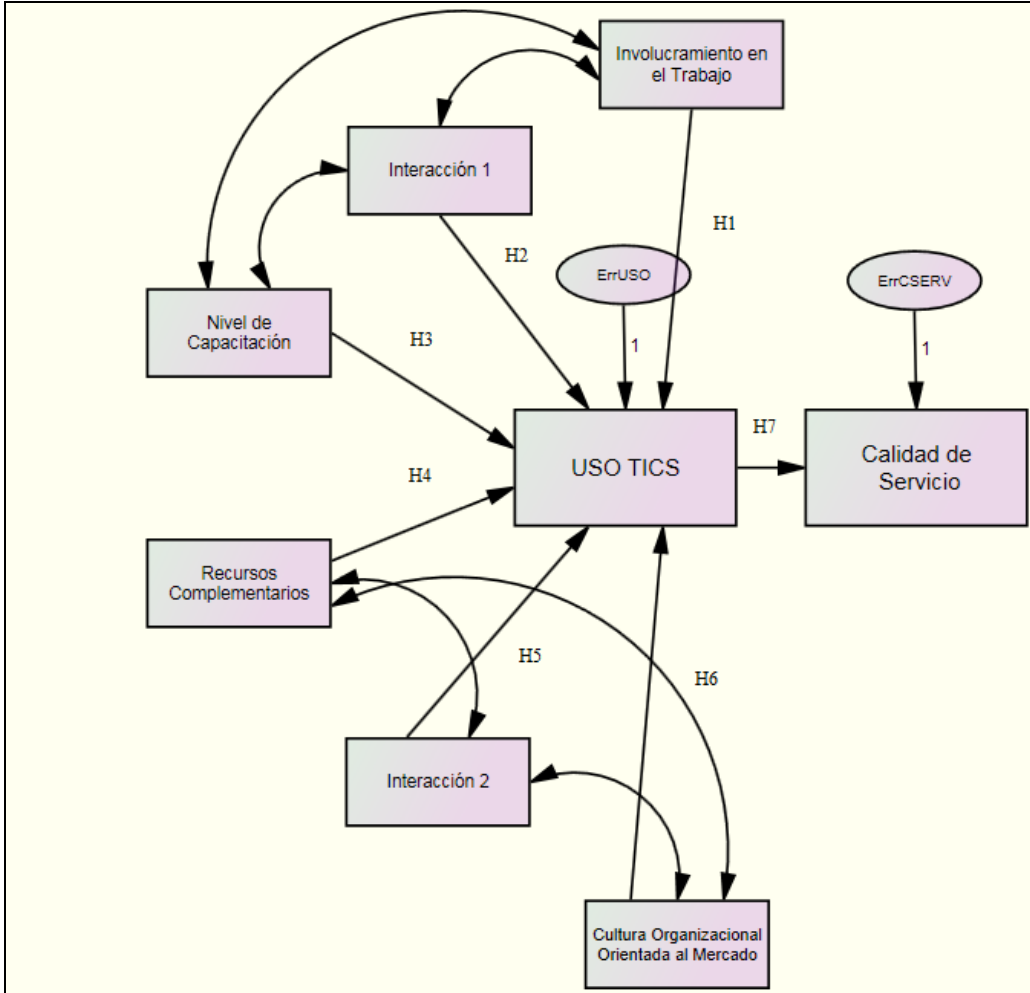 Involucramiento en
el Trabajo
Interacción 1
H1
H2
ErrUSO
ErrCSERV
Nivel de
Capacitación
H3
1
1
H7
USO TICS
Calidad de
Servicio
H4
Recursos
Complementarios
H5
H6
Interacción 2
Cultura Organizacional
Orientada al Mercado